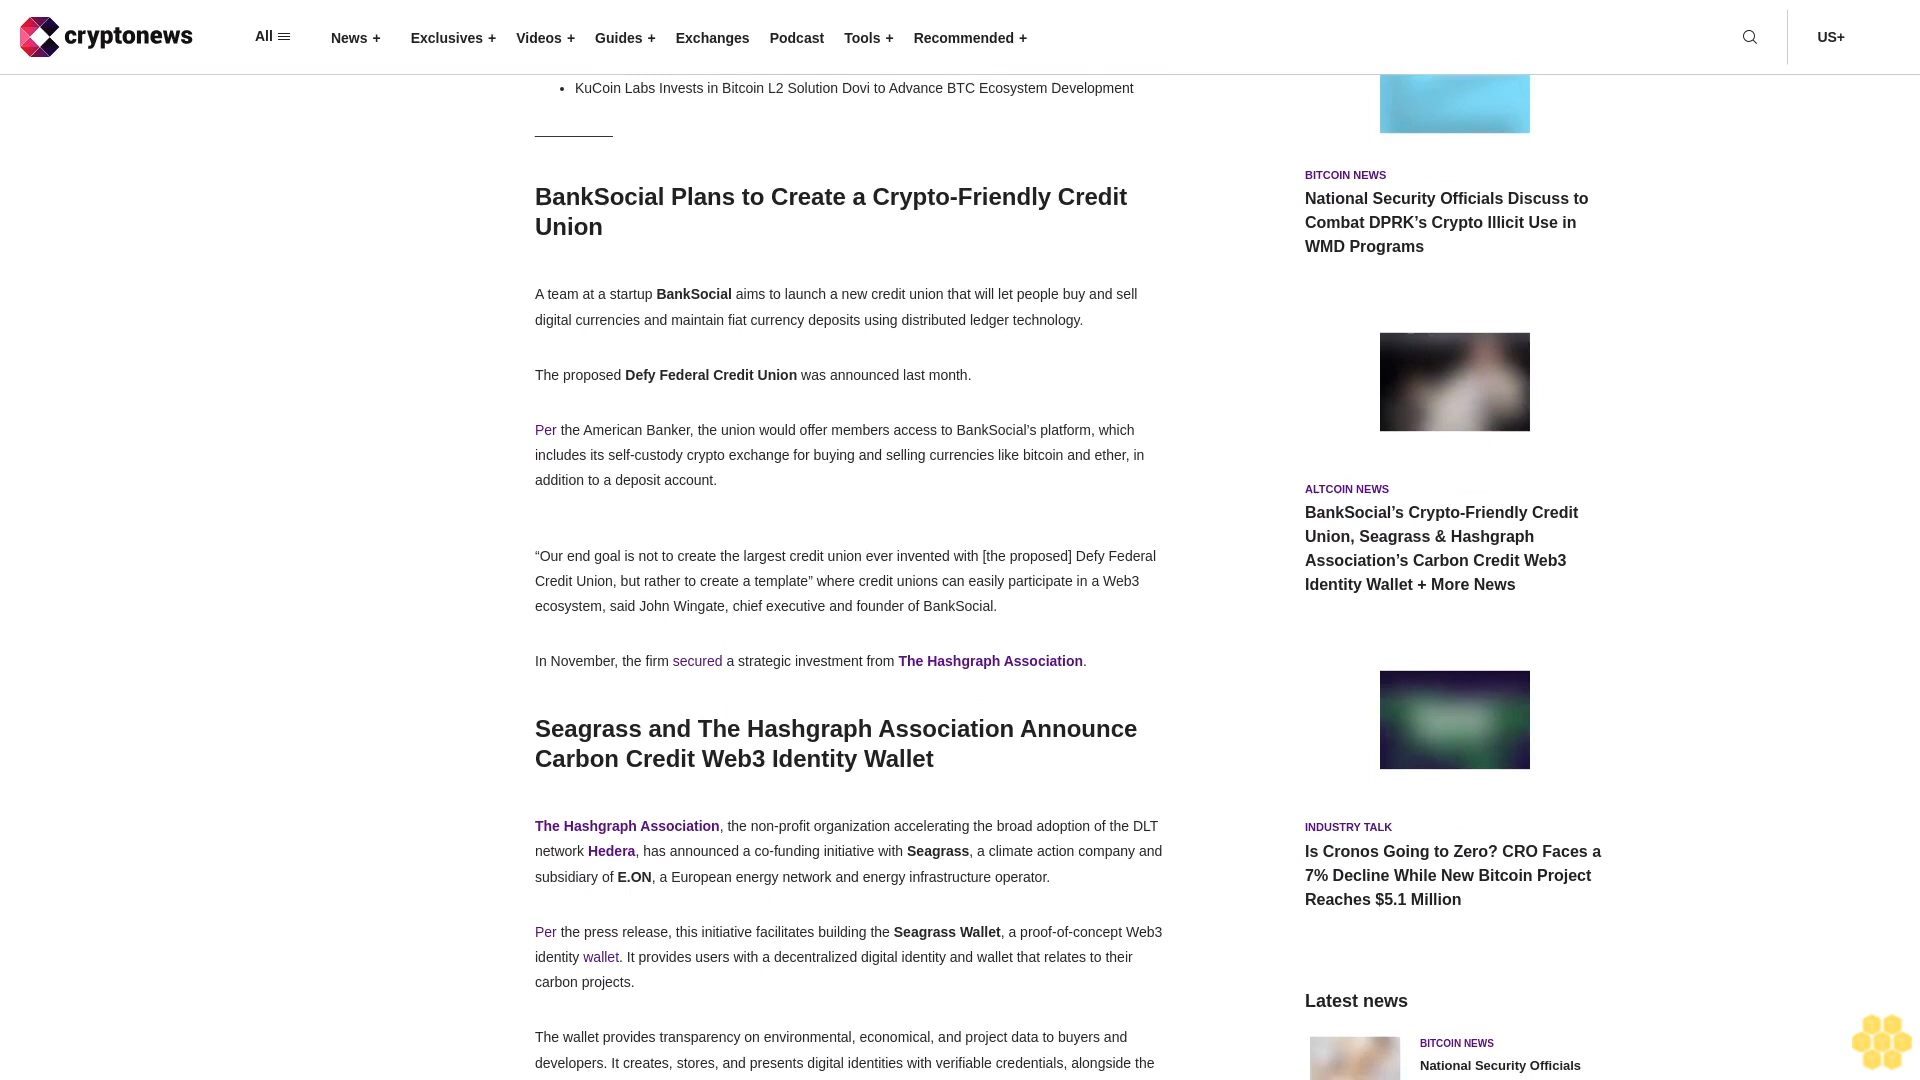 cryptonews
All
News +
Exclusives +
Videos +
Guides +
Exchanges
Podcast
Tools +
Recommended +
US+
• KuCoin Labs Invests in Bitcoin L2 Solution Dovi to Advance BTC Ecosystem Development
BankSocial Plans to Create a Crypto-Friendly Credit
Union
A team at a startup BankSocial aims to launch a new credit union that will let people buy and sell
digital currencies and maintain fiat currency deposits using distributed ledger technology.
The proposed Defy Federal Credit Union was announced last month.
Per the American Banker, the union would offer members access to BankSocial’s platform, which
includes its self-custody crypto exchange for buying and selling currencies like bitcoin and ether, in
addition to a deposit account.
“Our end goal is not to create the largest credit union ever invented with [the proposed] Defy Federal
Credit Union, but rather to create a template” where credit unions can easily participate in a Web3
ecosystem, said John Wingate, chief executive and founder of BankSocial.
In November, the firm secured a strategic investment from The Hashgraph Association.
Seagrass and The Hashgraph Association Announce
Carbon Credit Web3 Identity Wallet
The Hashgraph Association, the non-profit organization accelerating the broad adoption of the DLT
network Hedera, has announced a co-funding initiative with Seagrass, a climate action company and
subsidiary of E.ON, a European energy network and energy infrastructure operator.
Per the press release, this initiative facilitates building the Seagrass Wallet, a proof-of-concept Web3
identity wallet. It provides users with a decentralized digital identity and wallet that relates to their
carbon projects.
The wallet provides transparency on environmental, economical, and project data to buyers and
developers. It creates, stores, and presents digital identities with verifiable credentials, alongside the
BITCOIN NEWS
National Security Officials Discuss to
Combat DPRK’s Crypto Illicit Use in
WMD Programs
ALTCOIN NEWS
BankSocial’s Crypto-Friendly Credit
Union, Seagrass & Hashgraph
Association’s Carbon Credit Web3
Identity Wallet + More News
INDUSTRY TALK
Is Cronos Going to Zero? CRO Faces a
7% Decline While New Bitcoin Project
Reaches $5.1 Million
Latest news
BITCOIN NEWS
National Security Officials